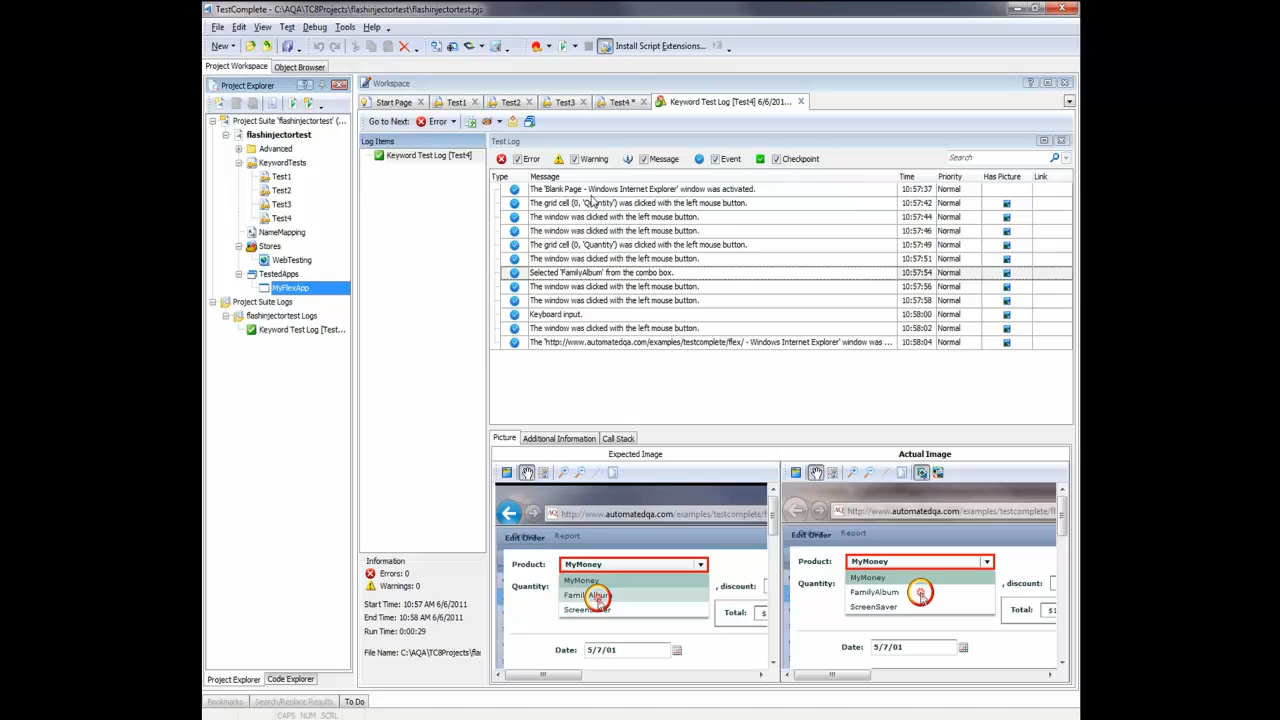 TestComplete - C:\AQA\TC8Projects\flashinjectortest\flashinjectortest.pjs
File Edit View Test Debug Tools Help
New
Install Script Extensions...
Project Workspace Object Browser
Project Explorer
Workspace
Start Page Test1 Test2 Test3 Test4 * Keyword Test Log [Test4] 6/6/201...
Go to Next: Error
Project Suite 'flashinjectortest' (...
flashinjectortest
Advanced
KeywordTests
Test1
Test2
Test3
Test4
NameMapping
Stores
WebTesting
TestedApps
MyFlexApp
Project Suite Logs
flashinjectortest Logs
Keyword Test Log [Test...
Log Items
Keyword Test Log [Test4]
Test Log
Error Warning Message Event Checkpoint Search
Type Message Time Priority Has Picture Link
The 'Blank Page - Windows Internet Explorer' window was activated. 10:57:37 Normal
The grid cell (0, 'Quantity') was clicked with the left mouse button. 10:57:42 Normal
The window was clicked with the left mouse button. 10:57:44 Normal
The window was clicked with the left mouse button. 10:57:46 Normal
The grid cell (0, 'Quantity') was clicked with the left mouse button. 10:57:49 Normal
The window was clicked with the left mouse button. 10:57:51 Normal
Selected 'FamilyAlbum' from the combo box. 10:57:54 Normal
The window was clicked with the left mouse button. 10:57:56 Normal
The window was clicked with the left mouse button. 10:57:58 Normal
Keyboard input. 10:58:00 Normal
The window was clicked with the left mouse button. 10:58:02 Normal
The 'http://www.automatedqa.com/examples/testcomplete/flex/ - Windows Internet Explorer' window was ... 10:58:04 Normal
Picture Additional Information Call Stack
Expected Image
Actual Image
http://www.automatedqa.com/examples/testcomplete/f
Edit Order Report
Product: MyMoney
MyMoney
Quantity: FamilyAlbum , discount:
ScreenSaver Total: $
Date: 5/7/01
http://www.automatedqa.com/examples/testcomplete/fl
Edit Order Report
Product: MyMoney
MyMoney
Quantity: FamilyAlbum , discount:
ScreenSaver Total: $1
Date: 5/7/01
Information
Errors: 0
Warnings: 0
Start Time: 10:57 AM 6/6/2011
End Time: 10:58 AM 6/6/2011
Run Time: 0:00:29
File Name: C:\AQA\TC8Projects\flas
Project Explorer Code Explorer
Bookmarks Search/Replace Results To Do
CAPS NUM SCRL